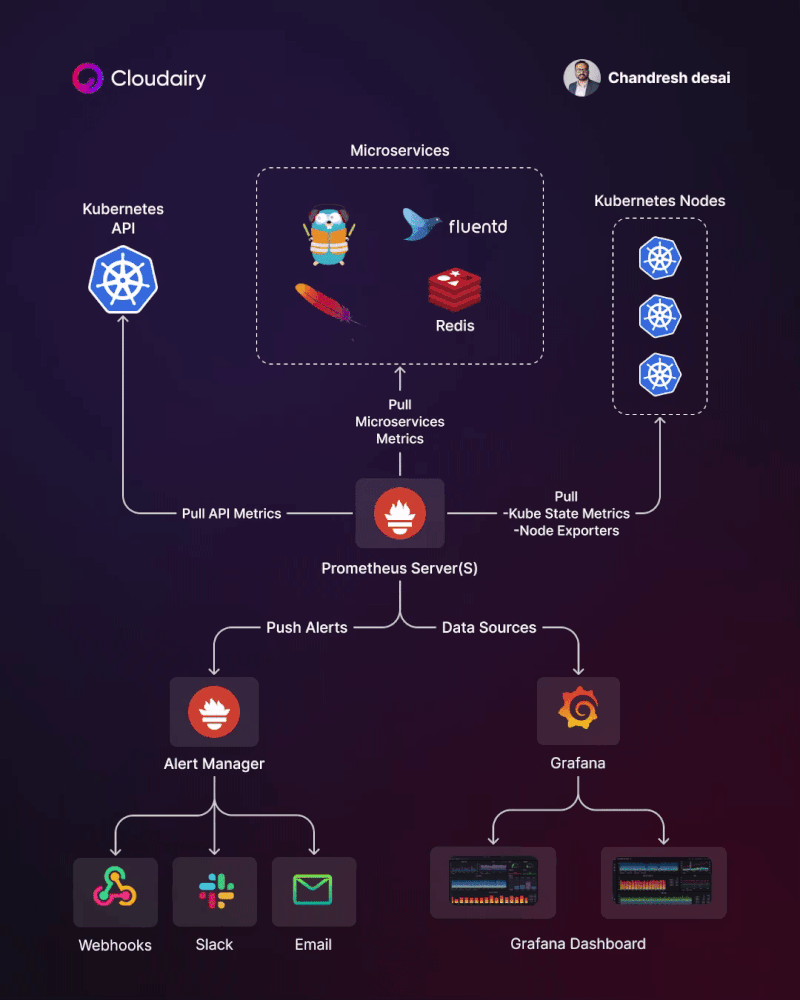 Cloudairy
Chandresh desai
Microservices
Kubernetes
API
fluentd
Redis
Kubernetes Nodes
Pull
Microservices
Metrics
Pull API Metrics
Pull
-Kube State Metrics
-Node Exporters
Prometheus Server(S)
Push Alerts
Data Sources
Alert Manager
Grafana
Webhooks
Slack
Email
Grafana Dashboard